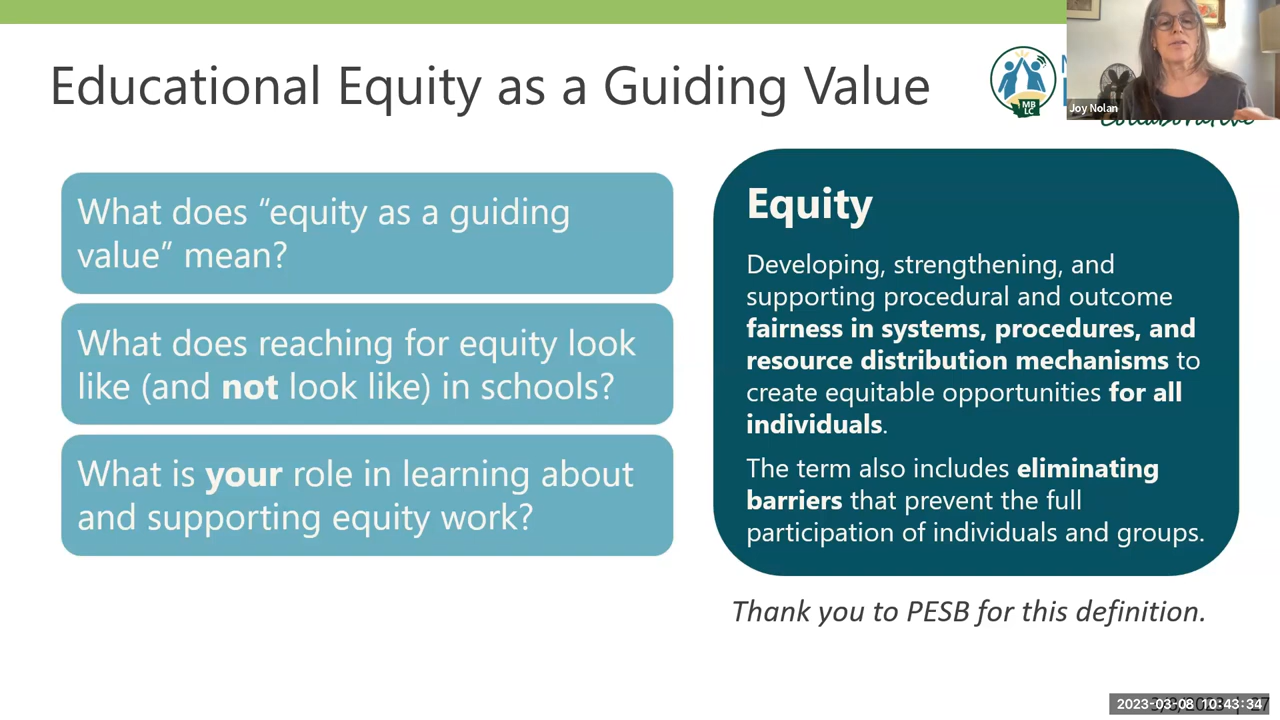 Educational Equity as a Guiding Value
MB
LC
Joy Nolan
Collaborative
What does “equity as a guiding
value” mean?
What does reaching for equity look
like (and not look like) in schools?
What is your role in learning about
and supporting equity work?
Equity
Developing, strengthening, and
supporting procedural and outcome
fairness in systems, procedures, and
resource distribution mechanisms to
create equitable opportunities for all
individuals.
The term also includes eliminating
barriers that prevent the full
participation of individuals and groups.
Thank you to PESB for this definition.
2023-03-08 10:43:34